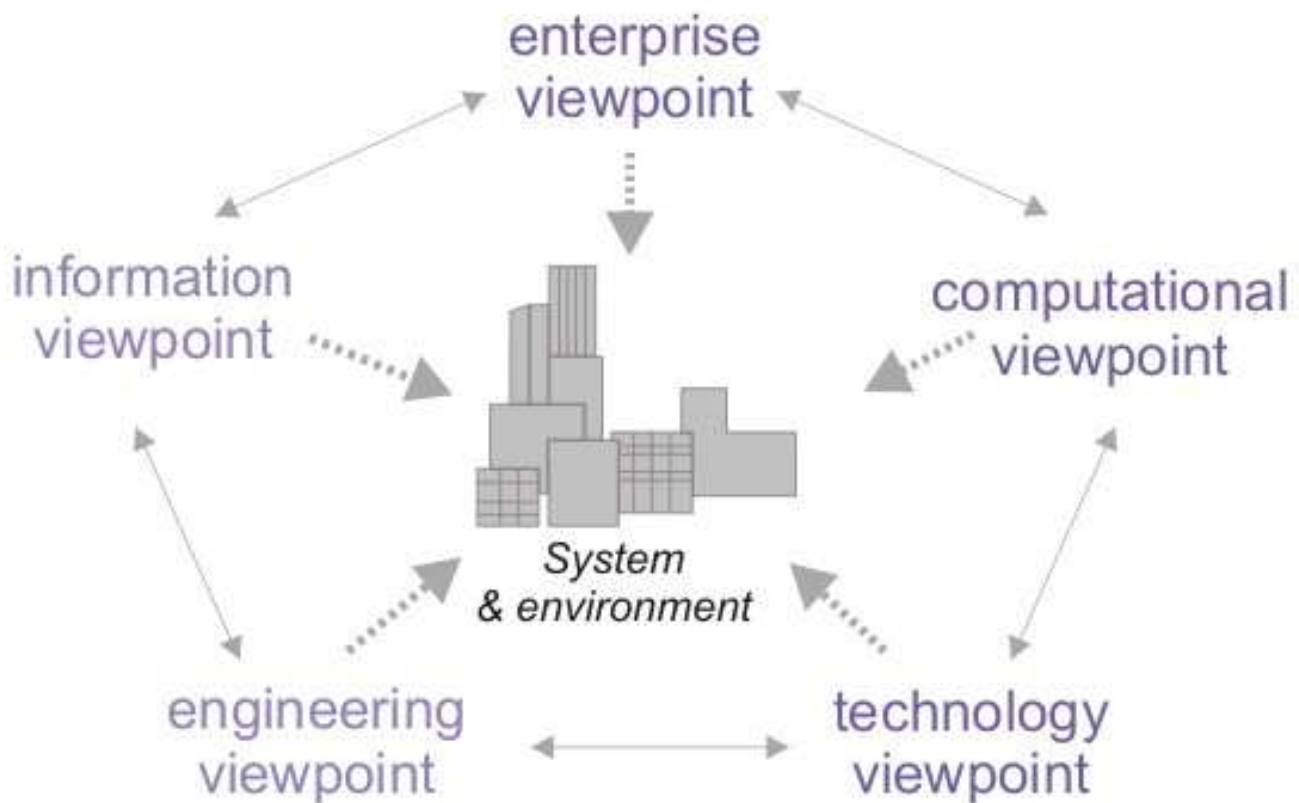 enterprise
viewpoint
information
viewpoint
computational
viewpoint
System
& environment
engineering
viewpoint
technology
viewpoint